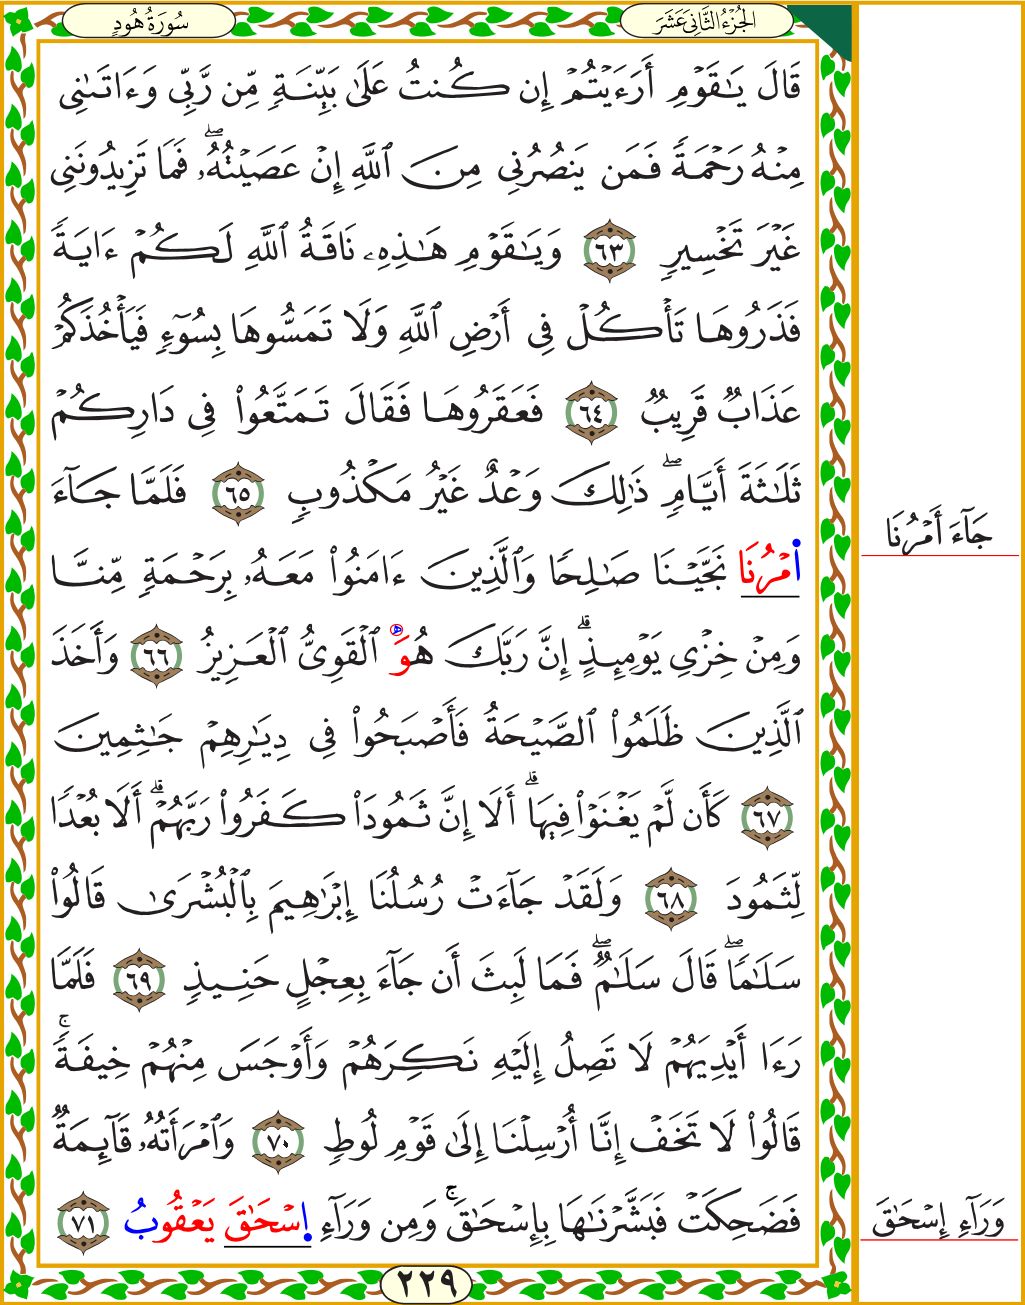 سُورَةُ هُودٍ
الجُزْءُ الثَّانِىَ عَشَرَ
قَالَ يَٰقَوْمِ أَرَءَيْتُمْ إِن كُنتُ عَلَىٰ بَيِّنَةٍ مِّن رَّبِّى وَءَاتَىٰنِى
مِنْهُ رَحْمَةً فَمَن يَنصُرُنِى مِنَ ٱللَّهِ إِنْ عَصَيْتُهُۥۖ فَمَا تَزِيدُونَنِى
غَيْرَ تَخْسِيرٍ ٦٣ وَيَٰقَوْمِ هَٰذِهِۦ نَاقَةُ ٱللَّهِ لَكُمْ ءَايَةً
فَذَرُوهَا تَأْكُلْ فِى أَرْضِ ٱللَّهِ وَلَا تَمَسُّوهَا بِسُوٓءٍ فَيَأْخُذَكُمْ
عَذَابٌ قَرِيبٌ ٦٤ فَعَقَرُوهَا فَقَالَ تَمَتَّعُوا۟ فِى دَارِكُمْ
ثَلَٰثَةَ أَيَّامٍۖ ذَٰلِكَ وَعْدٌ غَيْرُ مَكْذُوبٍ ٦٥ فَلَمَّا جَآءَ
أَمْرُنَا نَجَّيْنَا صَٰلِحًا وَٱلَّذِينَ ءَامَنُوا۟ مَعَهُۥ بِرَحْمَةٍ مِّنَّا
وَمِنْ خِزْىِ يَوْمِئِذٍۗ إِنَّ رَبَّكَ هُوَ ٱلْقَوِىُّ ٱلْعَزِيزُ ٦٦ وَأَخَذَ
ٱلَّذِينَ ظَلَمُوا۟ ٱلصَّيْحَةُ فَأَصْبَحُوا۟ فِى دِيَٰرِهِمْ جَٰثِمِينَ
٦٧ كَأَن لَّمْ يَغْنَوْا۟ فِيهَاۗ أَلَا إِنَّ ثَمُودَا۟ كَفَرُوا۟ رَبَّهُمْۗ أَلَا بُعْدًا
لِّثَمُودَ ٦٨ وَلَقَدْ جَآءَتْ رُسُلُنَا إِبْرَٰهِيمَ بِٱلْبُشْرَىٰ قَالُوا۟
سَلَٰمًاۖ قَالَ سَلَٰمٌۖ فَمَا لَبِثَ أَن جَآءَ بِعِجْلٍ حَنِيذٍ ٦٩ فَلَمَّا
رَءَا أَيْدِيَهُمْ لَا تَصِلُ إِلَيْهِ نَكِرَهُمْ وَأَوْجَسَ مِنْهُمْ خِيفَةًۚ
قَالُوا۟ لَا تَخَفْ إِنَّا أُرْسِلْنَا إِلَىٰ قَوْمِ لُوطٍ ٧٠ وَٱمْرَأَتُهُۥ قَآئِمَةٌ
فَضَحِكَتْ فَبَشَّرْنَٰهَا بِإِسْحَٰقَۚ وَمِن وَرَآءِ إِسْحَٰقَ يَعْقُوبُ ٧١
جَآءَ أَمْرُنَا
وَرَآءِ إِسْحَٰقَ
٢٢٩